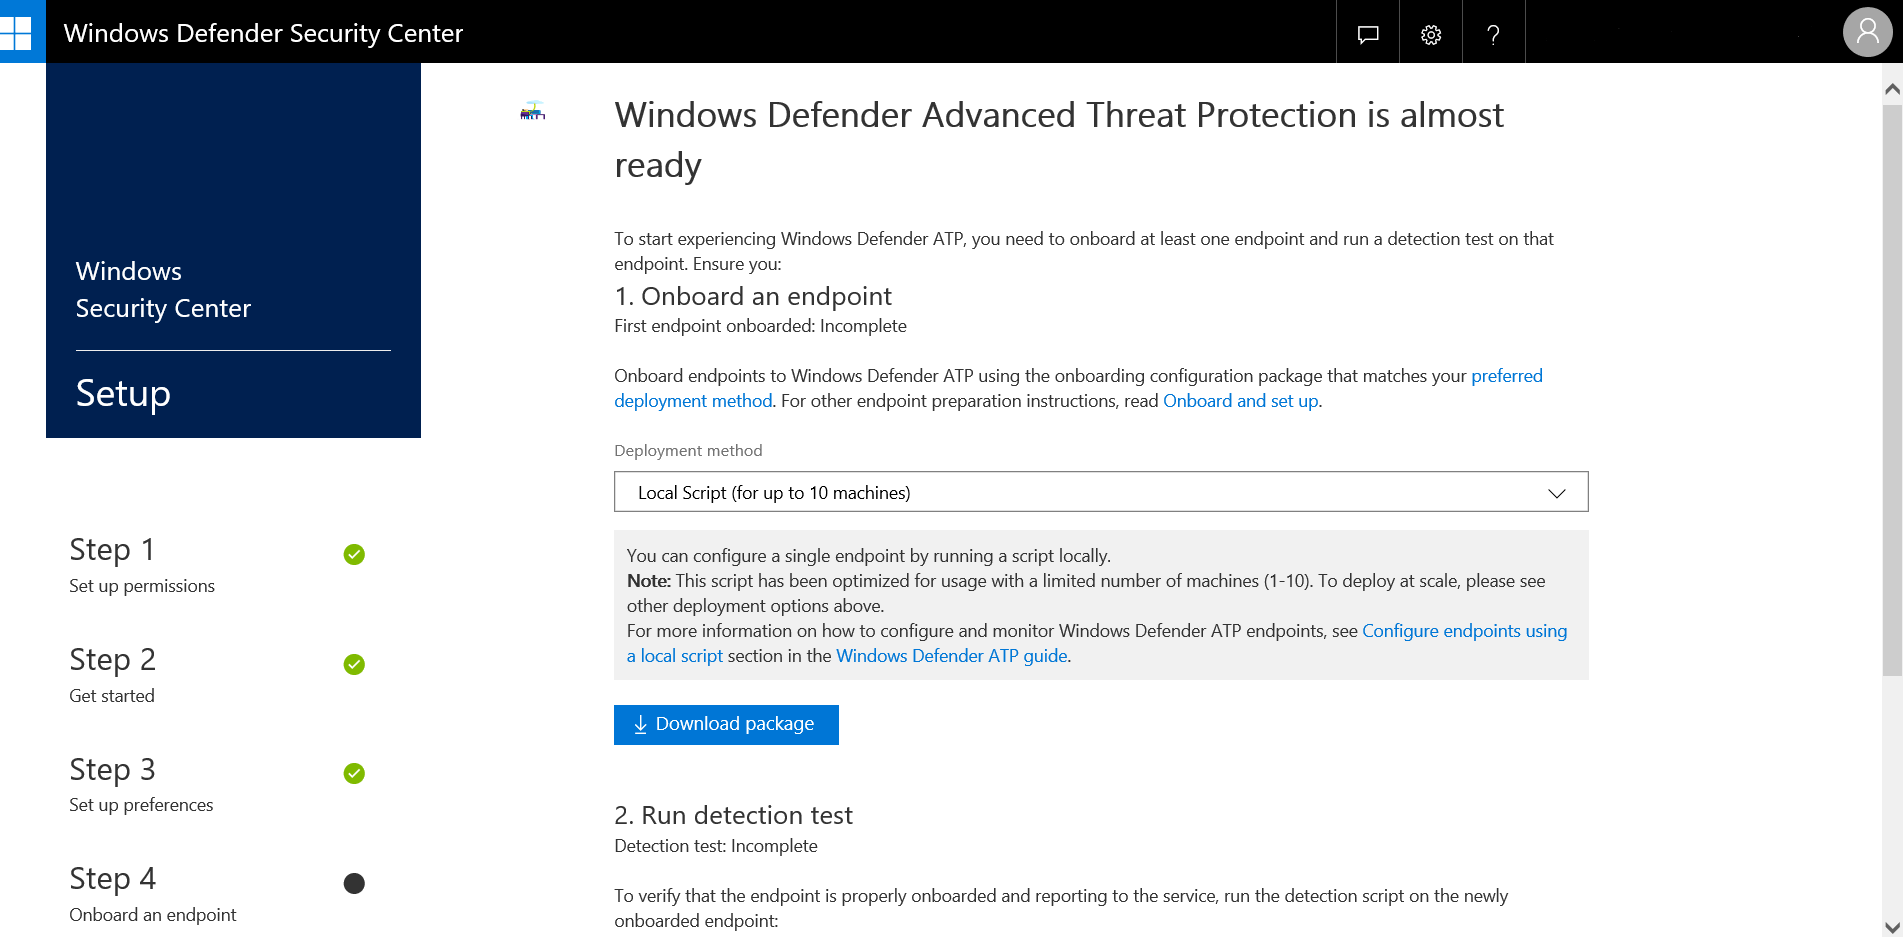 Windows Defender Security Center
?
Windows
Security Center
Setup
Step 1
Set up permissions
Step 2
Get started
Step 3
Set up preferences
Step 4
Onboard an endpoint
Windows Defender Advanced Threat Protection is almost
ready
To start experiencing Windows Defender ATP, you need to onboard at least one endpoint and run a detection test on that
endpoint. Ensure you:
1. Onboard an endpoint
First endpoint onboarded: Incomplete
Onboard endpoints to Windows Defender ATP using the onboarding configuration package that matches your preferred
deployment method. For other endpoint preparation instructions, read Onboard and set up.
Deployment method
Local Script (for up to 10 machines)
You can configure a single endpoint by running a script locally.
Note: This script has been optimized for usage with a limited number of machines (1-10). To deploy at scale, please see
other deployment options above.
For more information on how to configure and monitor Windows Defender ATP endpoints, see Configure endpoints using
a local script section in the Windows Defender ATP guide.
Download package
2. Run detection test
Detection test: Incomplete
To verify that the endpoint is properly onboarded and reporting to the service, run the detection script on the newly
onboarded endpoint: